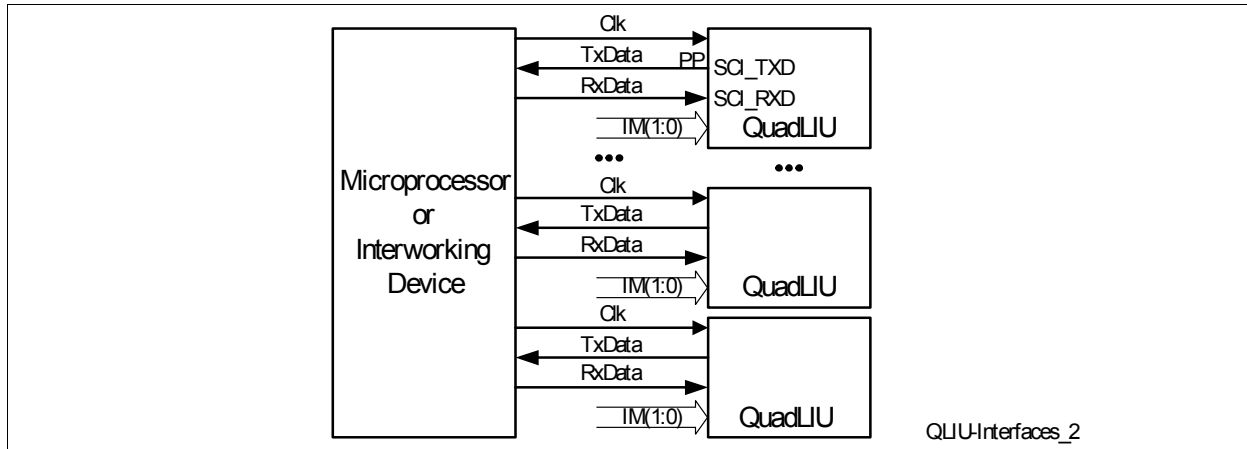 Clk
TxData
PP
SCI_TXD
RxData
SCI_RXD
IM(1:0)
QuadLIU
•••
•••
Microprocessor
or
Interworking
Device
Clk
TxData
RxData
IM(1:0)
QuadLIU
Clk
TxData
RxData
IM(1:0)
QuadLIU
QLIU-Interfaces_2